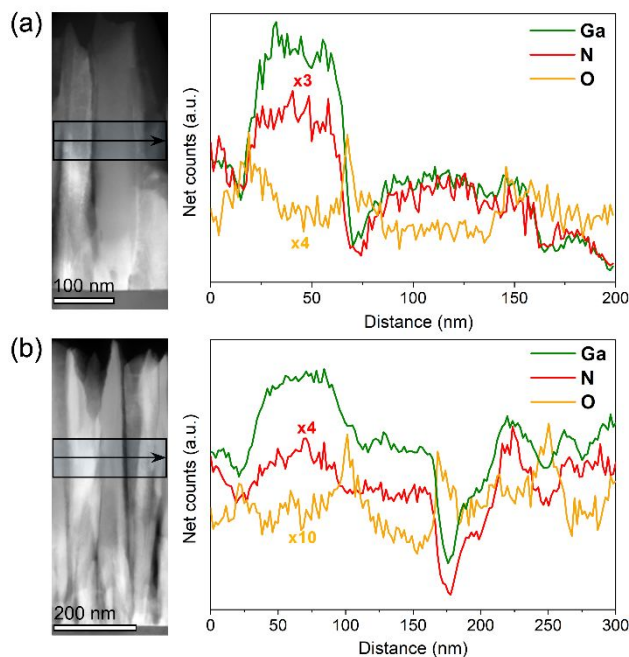 (a)
100 nm
Net counts (a.u.)
Ga
N
O
x3
x4
0 50 100 150 200
Distance (nm)
(b)
200 nm
Net counts (a.u.)
Ga
N
O
x4
x10
0 50 100 150 200 250 300
Distance (nm)